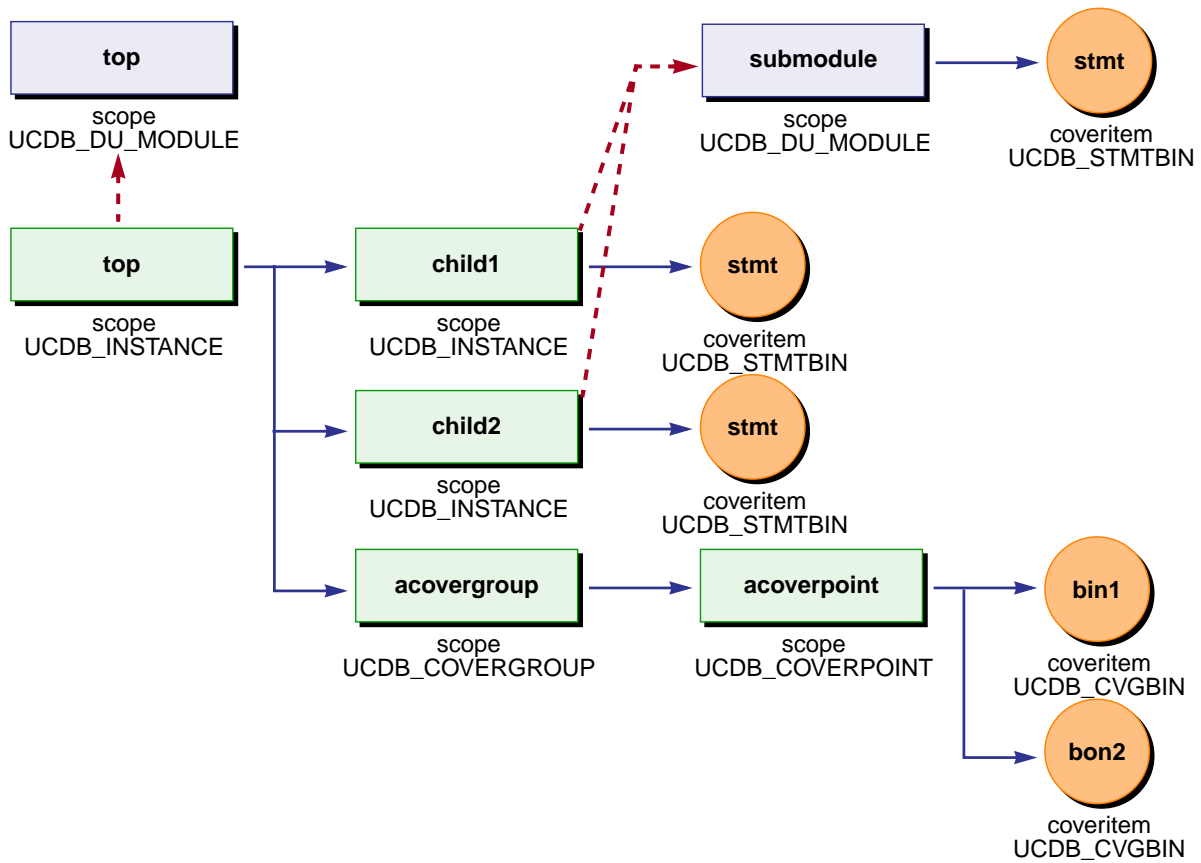 top
scope
UCDB_DU_MODULE
submodule
scope
UCDB_DU_MODULE
stmt
coveritem
UCDB_STMTBIN
top
scope
UCDB_INSTANCE
child1
scope
UCDB_INSTANCE
stmt
coveritem
UCDB_STMTBIN
child2
scope
UCDB_INSTANCE
stmt
coveritem
UCDB_STMTBIN
acovergroup
scope
UCDB_COVERGROUP
acoverpoint
scope
UCDB_COVERPOINT
bin1
coveritem
UCDB_CVGBIN
bon2
coveritem
UCDB_CVGBIN